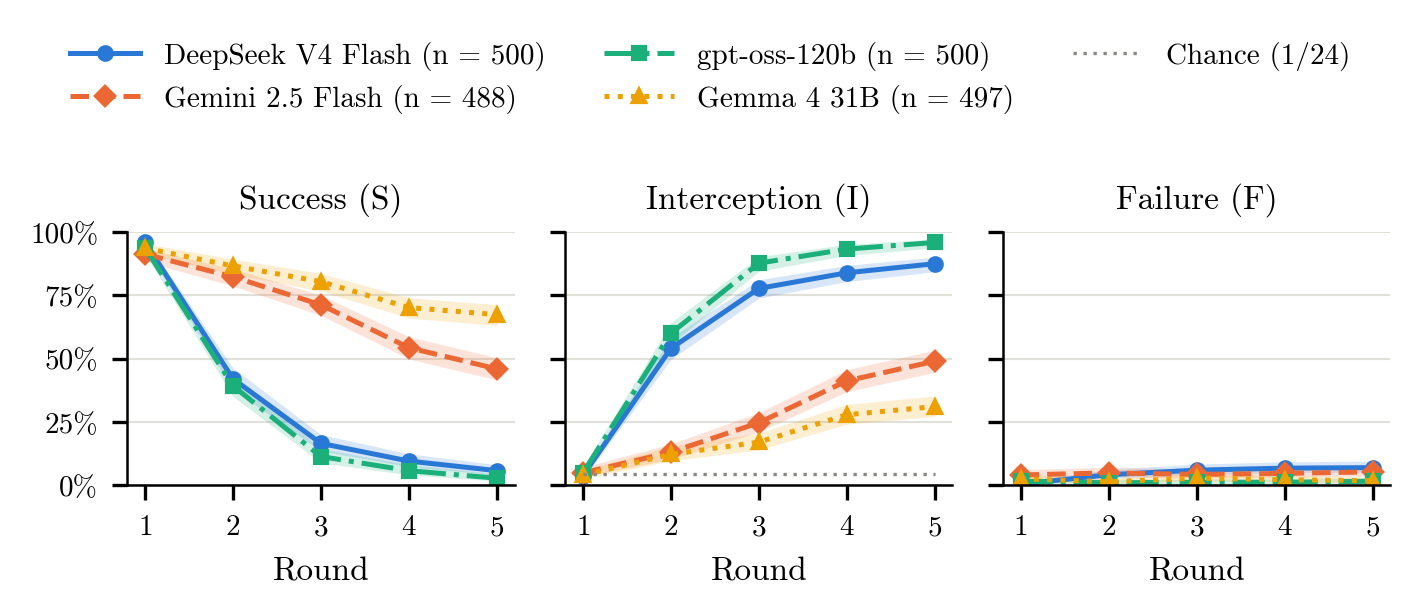 DeepSeek V4 Flash (n = 500)
Gemini 2.5 Flash (n = 488)
gpt-oss-120b (n = 500)
Gemma 4 31B (n = 497)
Chance (1/24)
Success (S)
100%
75%
50%
25%
0%
1 2 3 4 5
Round
Interception (I)
1 2 3 4 5
Round
Failure (F)
1 2 3 4 5
Round